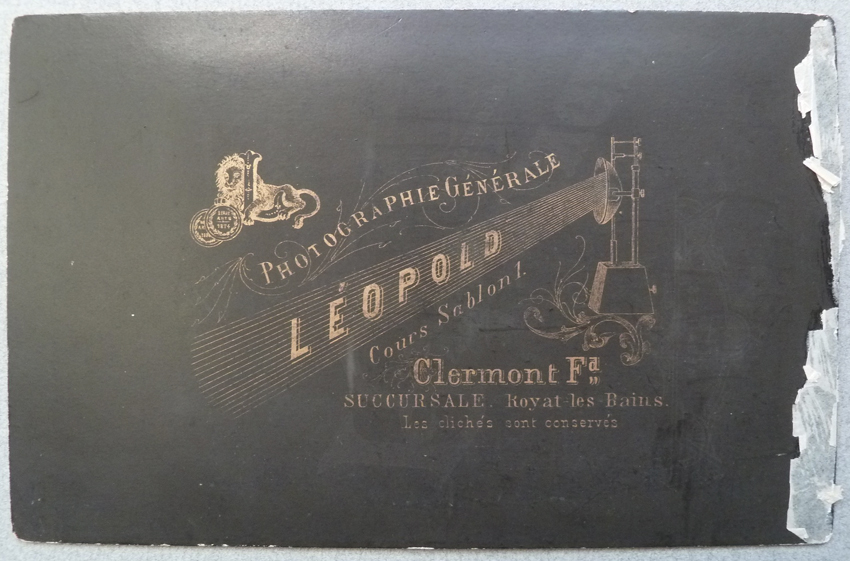 PHOTOGRAPHIE GÉNÉRALE
LÉOPOLD
Cours Sablon 1.
Clermont Fd
SUCCURSALE. Royat-les-Bains.
Les clichés sont conservés